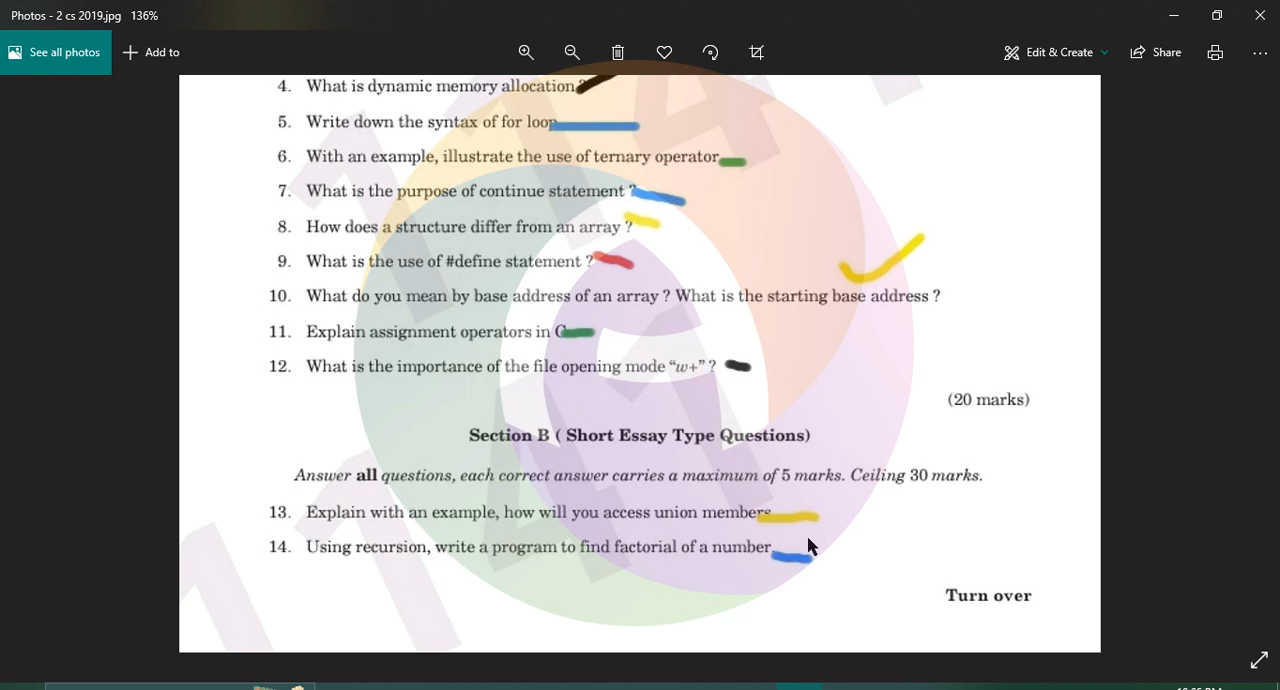 Photos - 2 cs 2019.jpg 136%
See all photos
Add to
Edit & Create
Share
4. What is dynamic memory allocation ?
5. Write down the syntax of for loop
6. With an example, illustrate the use of ternary operator
7. What is the purpose of continue statement ?
8. How does a structure differ from an array ?
9. What is the use of #define statement ?
10. What do you mean by base address of an array ? What is the starting base address ?
11. Explain assignment operators in C
12. What is the importance of the file opening mode “w+” ?
(20 marks)
Section B ( Short Essay Type Questions)
Answer all questions, each correct answer carries a maximum of 5 marks. Ceiling 30 marks.
13. Explain with an example, how will you access union members
14. Using recursion, write a program to find factorial of a number
Turn over